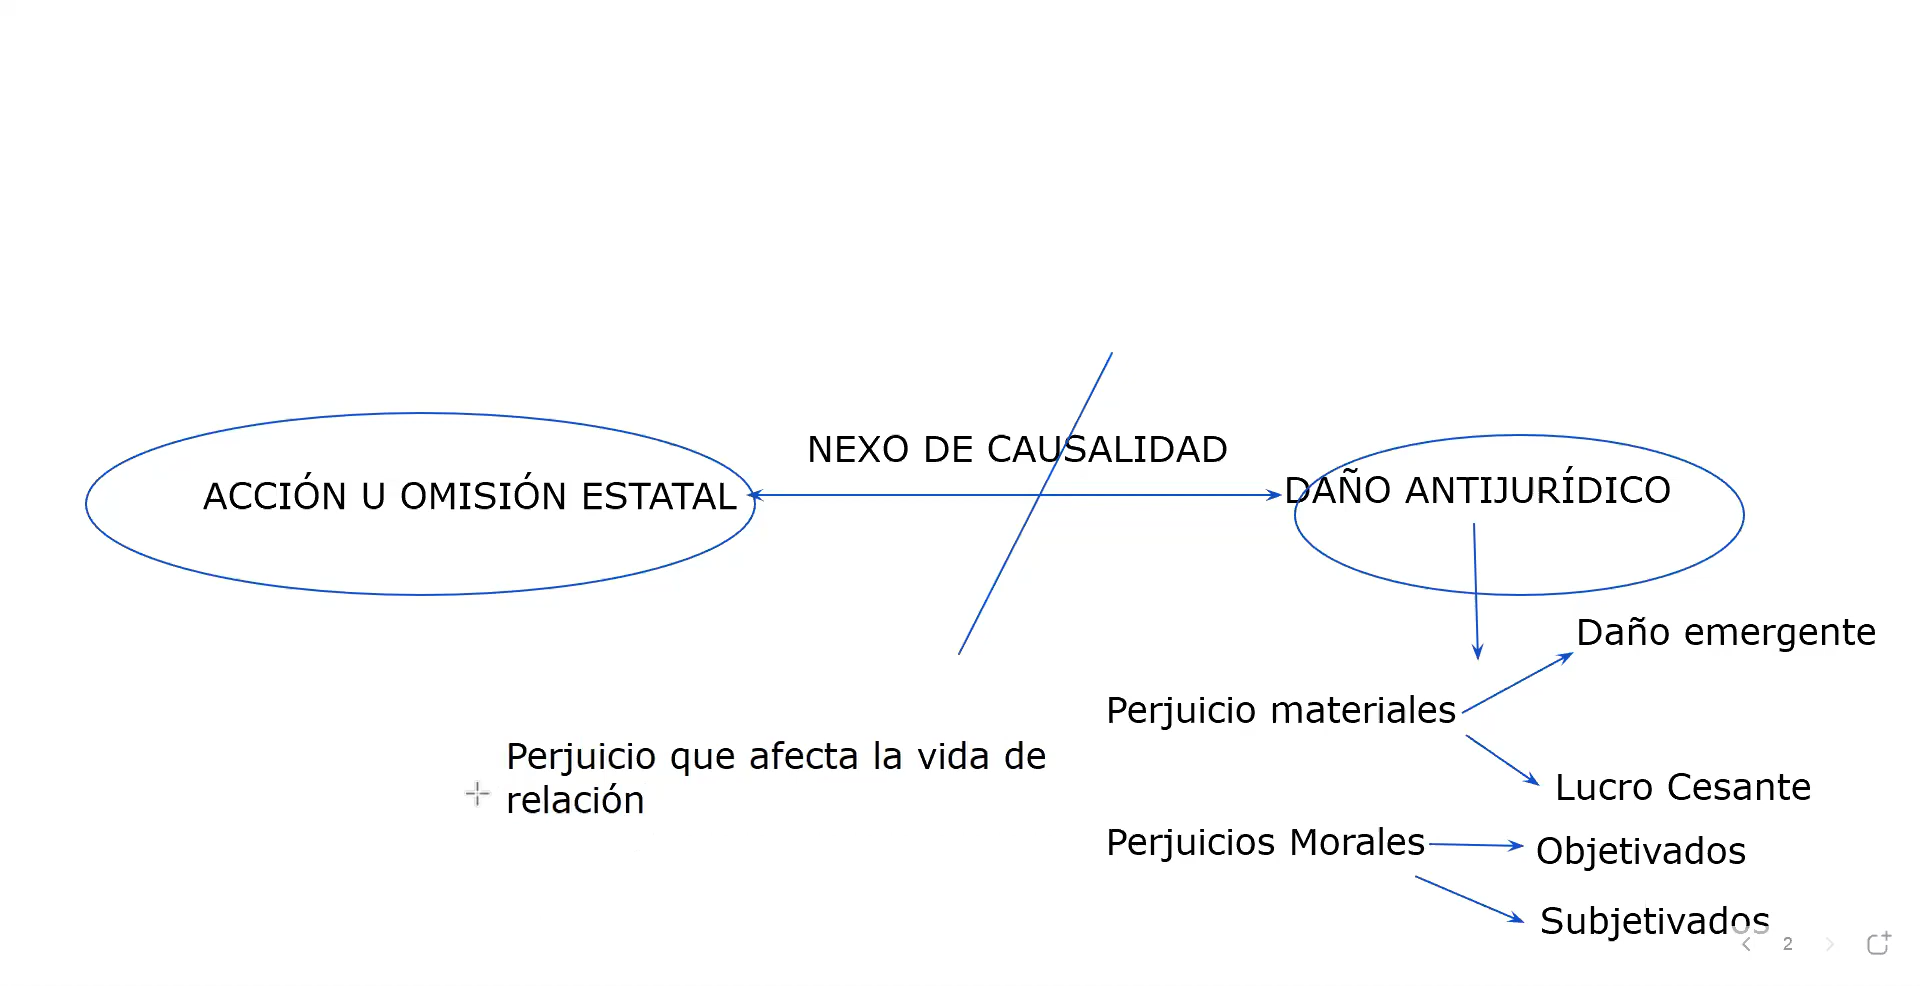 NEXO DE CAUSALIDAD
ACCIÓN U OMISIÓN ESTATAL
DAÑO ANTIJURÍDICO
Daño emergente
Perjuicio materiales
Perjuicio que afecta la vida de
relación
Lucro Cesante
Perjuicios Morales
Objetivados
Subjetivados
2